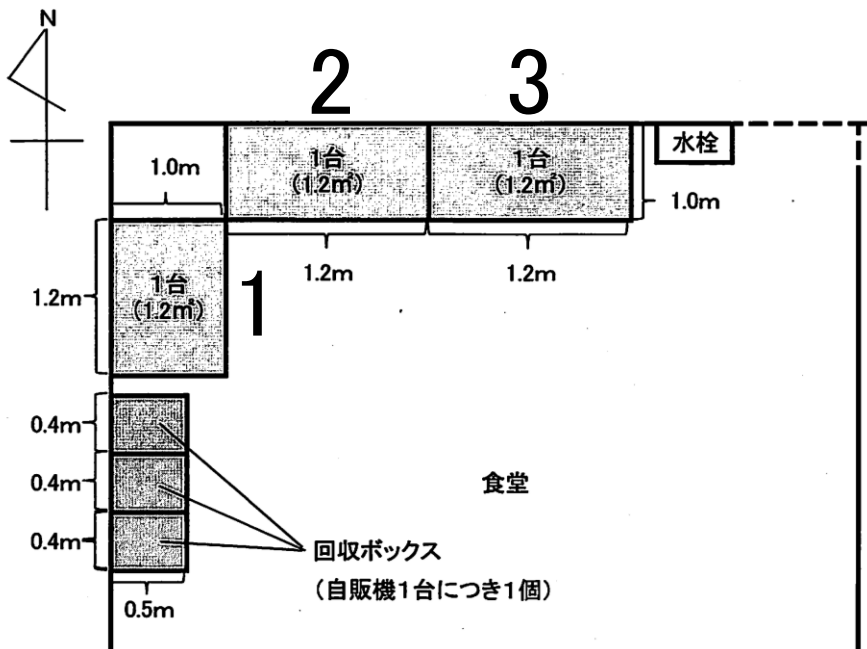 N
2
3
1台
(1.2㎡)
1台
(1.2㎡)
水栓
1.0m
1.0m
1.2m
1.2m
1.2m
1台
(1.2㎡)
1
0.4m
0.4m
0.4m
食堂
回収ボックス
(自販機1台につき1個)
0.5m